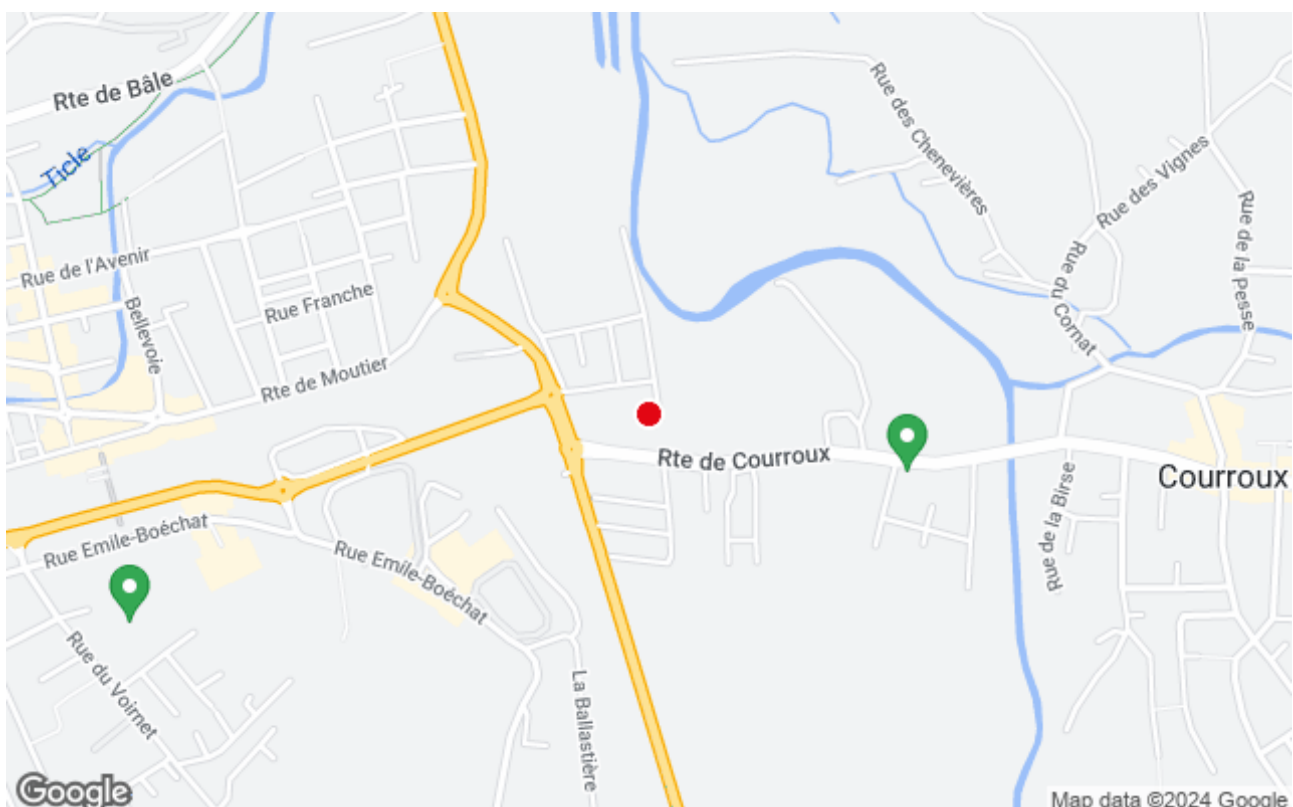 Rte de Bâle
Ticle
Rue des Chenevières
Rue des Vignes
Rue de la Pesse
Rue de l'Avenir
Bellevoie
Rue Franche
Rue du Cornat
Rte de Moutier
Rte de Courroux
Courroux
Rue Emile-Boéchat
Rue Emile-Boéchat
Rue de la Birse
Rue du Voirnet
La Ballastière
Google
Map data ©2024 Google